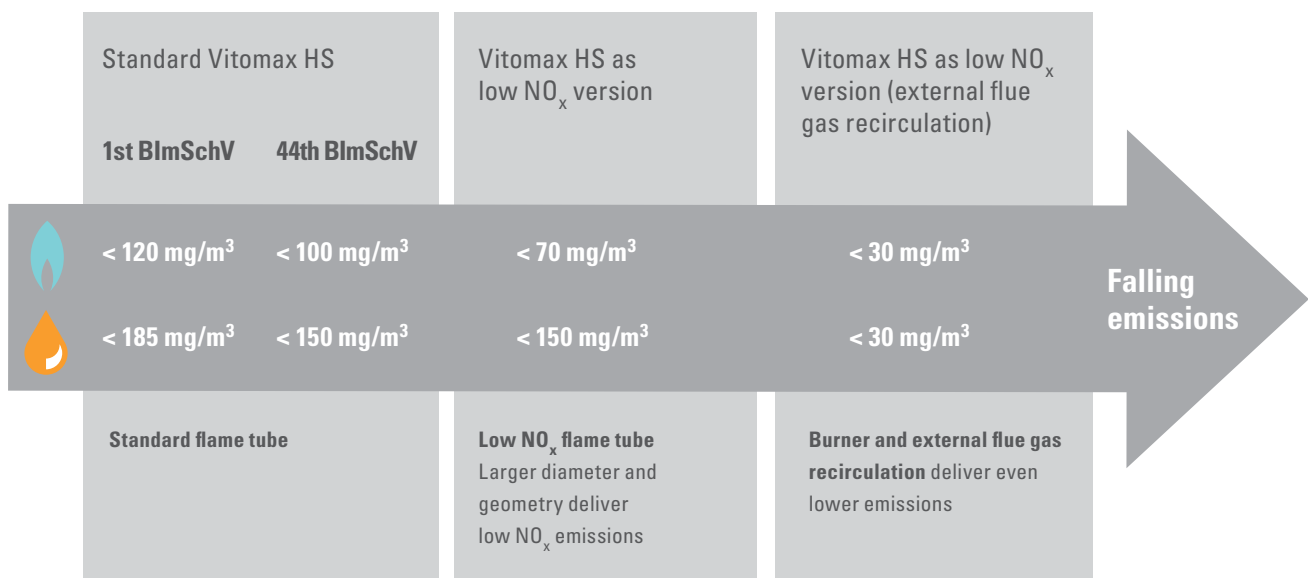 Standard Vitomax HS
1st BImSchV 44th BImSchV
Vitomax HS as
low NOx version
Vitomax HS as low NOx
version (external flue
gas recirculation)
< 120 mg/m³ < 100 mg/m³ < 70 mg/m³ < 30 mg/m³
< 185 mg/m³ < 150 mg/m³ < 150 mg/m³ < 30 mg/m³
Falling
emissions
Standard flame tube
Low NOx flame tube
Larger diameter and
geometry deliver
low NOx emissions
Burner and external flue gas
recirculation deliver even
lower emissions